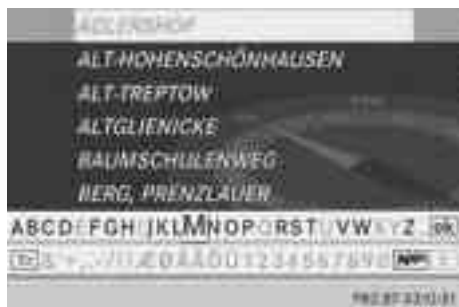 ADLERSHOF
ALT-HOHENSCHÖNHAUSEN
ALT-TREPTOW
ALTGLIENICKE
BAUMSCHULENWEG
BERG, PRENZLAUER
ABCDEFGHIJKLMNOPQRSTUVWXYZ ok